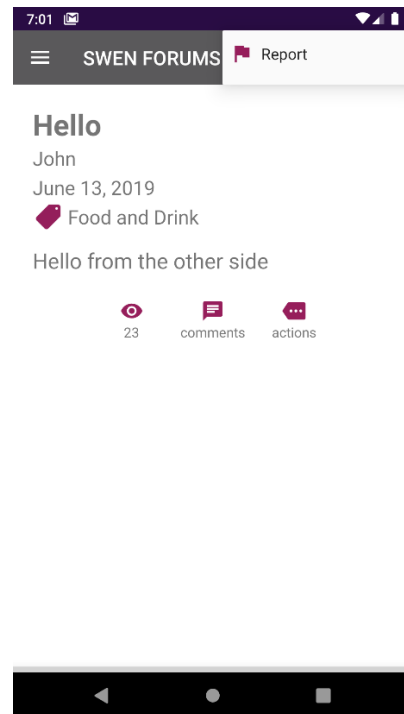 7:01
SWEN FORUMS
Report
Hello
John
June 13, 2019
Food and Drink
Hello from the other side
23 comments actions